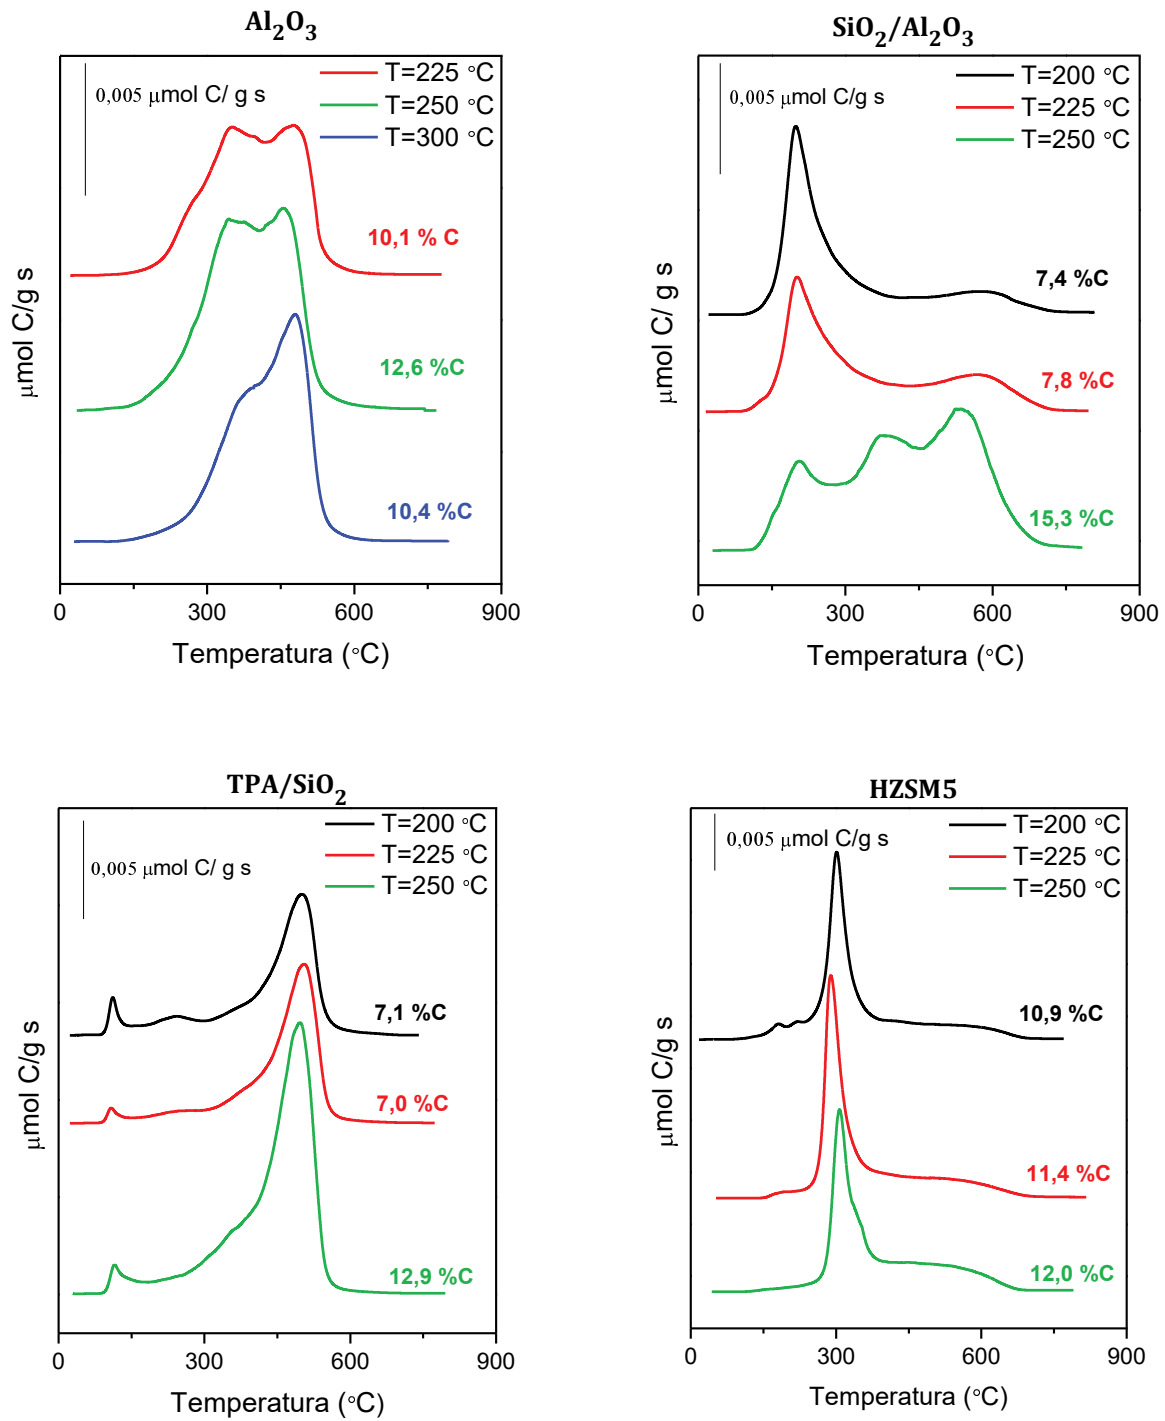 Al₂O₃
T=225 °C
0,005 μmol C/ g s
T=250 °C
T=300 °C
10,1 % C
12,6 %C
10,4 %C
μmol C/g s
0 300 600 900
Temperatura (°C)
SiO₂/Al₂O₃
T=200 °C
0,005 μmol C/g s
T=225 °C
T=250 °C
7,4 %C
7,8 %C
15,3 %C
μmol C/ g s
0 300 600 900
Temperatura (°C)
TPA/SiO₂
T=200 °C
T=225 °C
0,005 μmol C/ g s
T=250 °C
7,1 %C
7,0 %C
12,9 %C
μmol C/g s
0 300 600 900
Temperatura (°C)
HZSM5
T=200 °C
0,005 μmol C/g s
T=225 °C
T=250 °C
10,9 %C
11,4 %C
12,0 %C
μmol C/g s
0 300 600 900
Temperatura (°C)